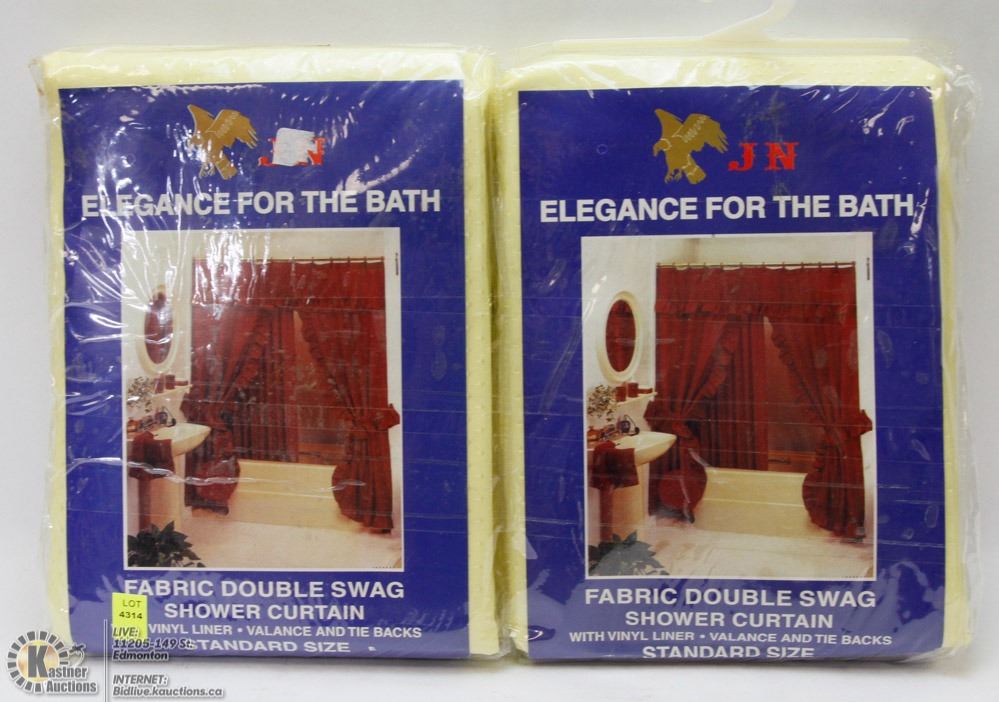 JN
ELEGANCE FOR THE BATH
FABRIC DOUBLE SWAG
SHOWER CURTAIN
VINYL LINER • VALANCE AND TIE BACKS
STANDARD SIZE
JN
ELEGANCE FOR THE BATH
FABRIC DOUBLE SWAG
SHOWER CURTAIN
WITH VINYL LINER • VALANCE AND TIE BACKS
STANDARD SIZE
LOT
4314
Kastner
Auctions
LIVE:
11205-149 St.
Edmonton
INTERNET:
Bidlive.kauctions.ca